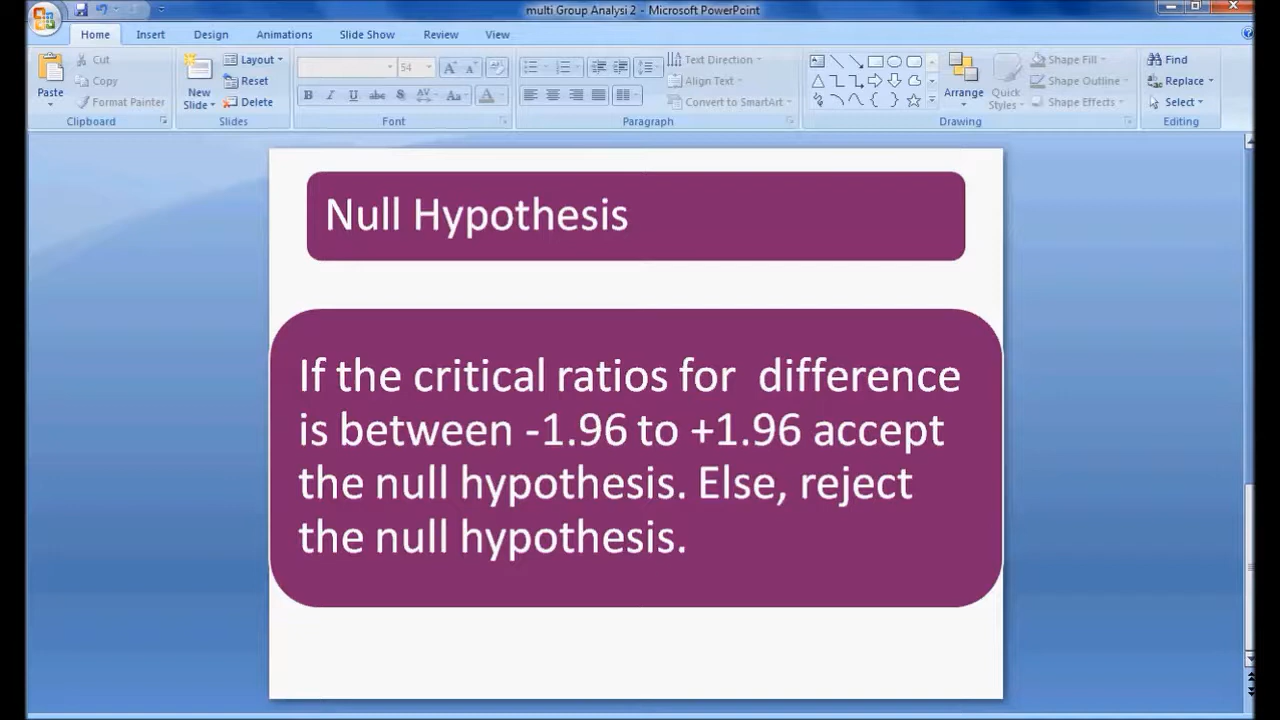 multi Group Analysi 2 - Microsoft PowerPoint
Home Insert Design Animations Slide Show Review View
Paste
Cut
Copy
Format Painter
Clipboard
New
Slide
Layout
Reset
Delete
Slides
54
B I U abc S AV Aa A
Font
Text Direction
Align Text
Convert to SmartArt
Paragraph
Arrange
Quick
Styles
Shape Fill
Shape Outline
Shape Effects
Drawing
Find
Replace
Select
Editing
Null Hypothesis
If the critical ratios for difference
is between -1.96 to +1.96 accept
the null hypothesis. Else, reject
the null hypothesis.